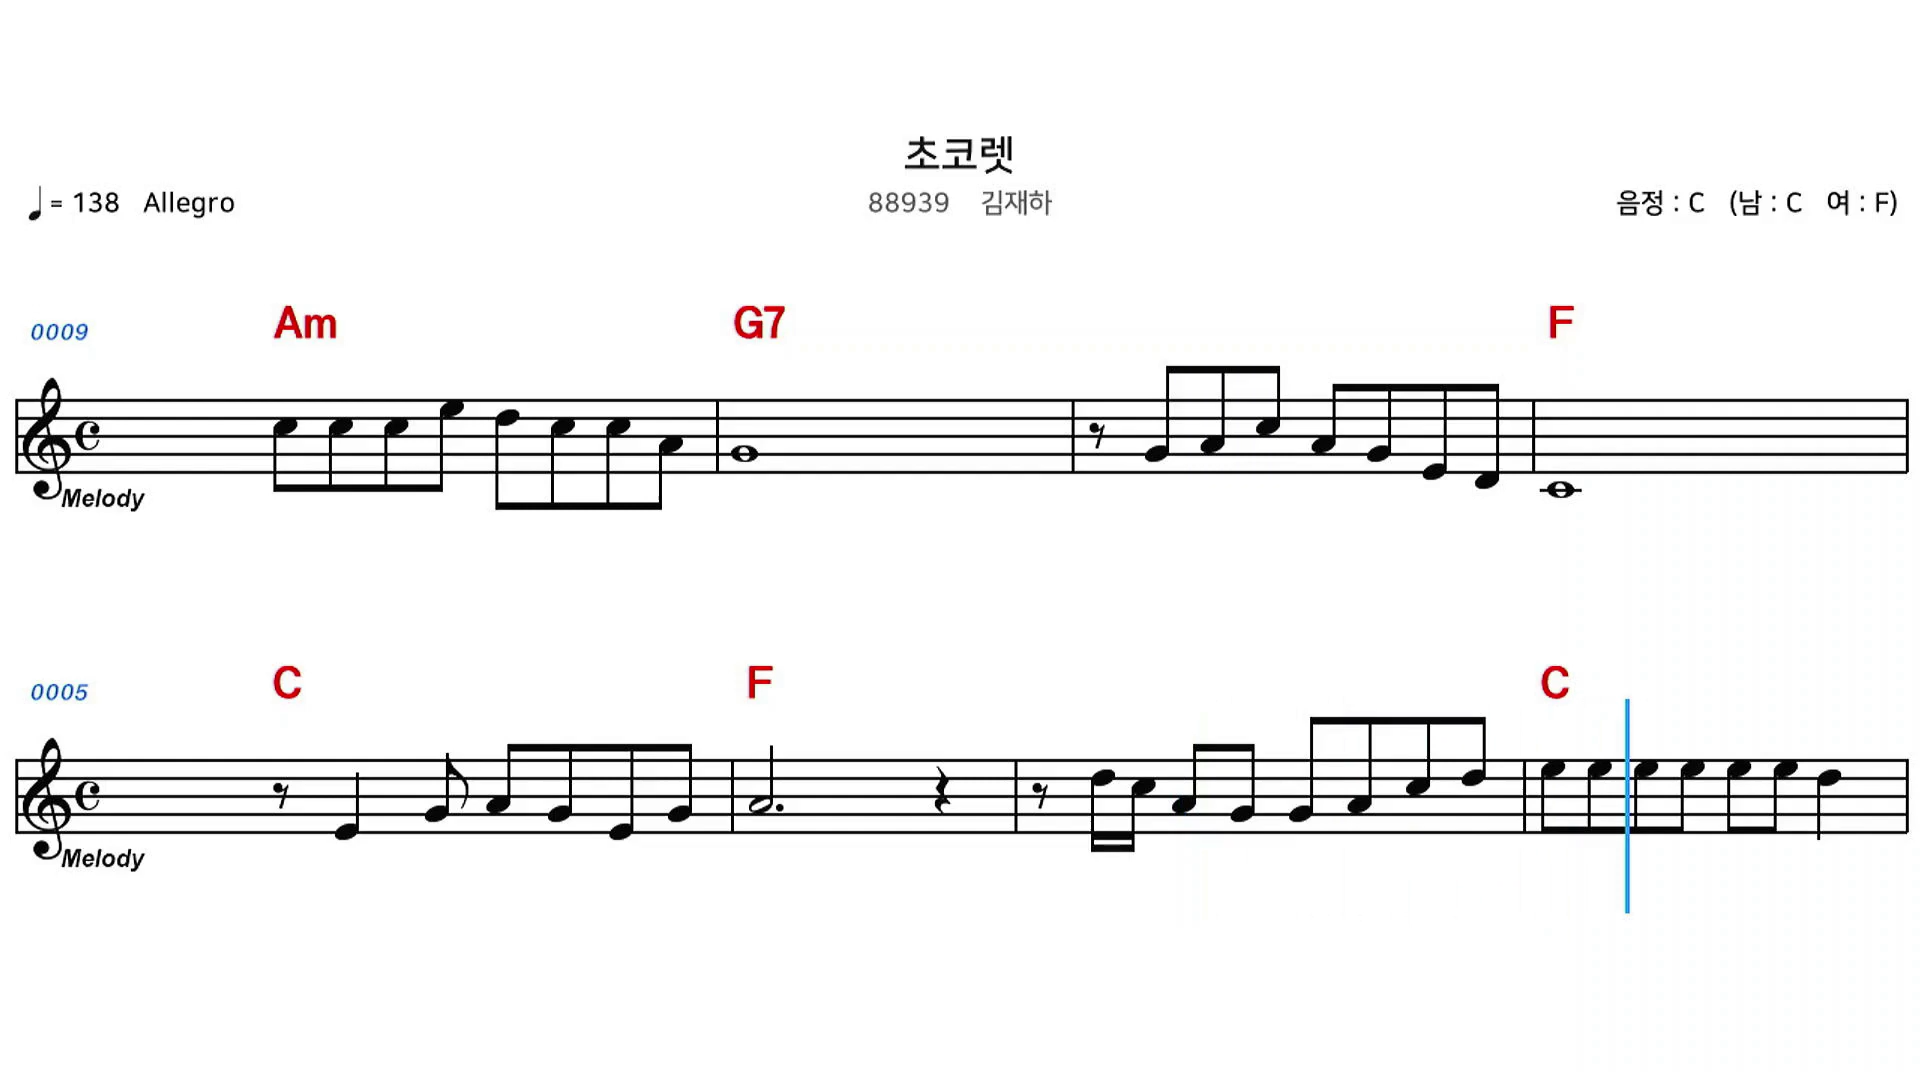 초코렛
♩ = 138 Allegro 88939 김재하 음정 : C (남 : C 여 : F)
0009 Am G7 F
Melody
0005 C F C
Melody